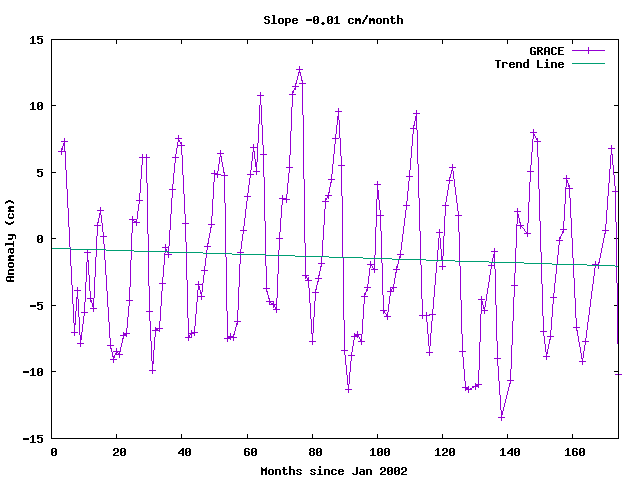 Slope -0.01 cm/month
GRACE
Trend Line
Anomaly (cm)
15
10
5
0
-5
-10
-15
0 20 40 60 80 100 120 140 160
Months since Jan 2002